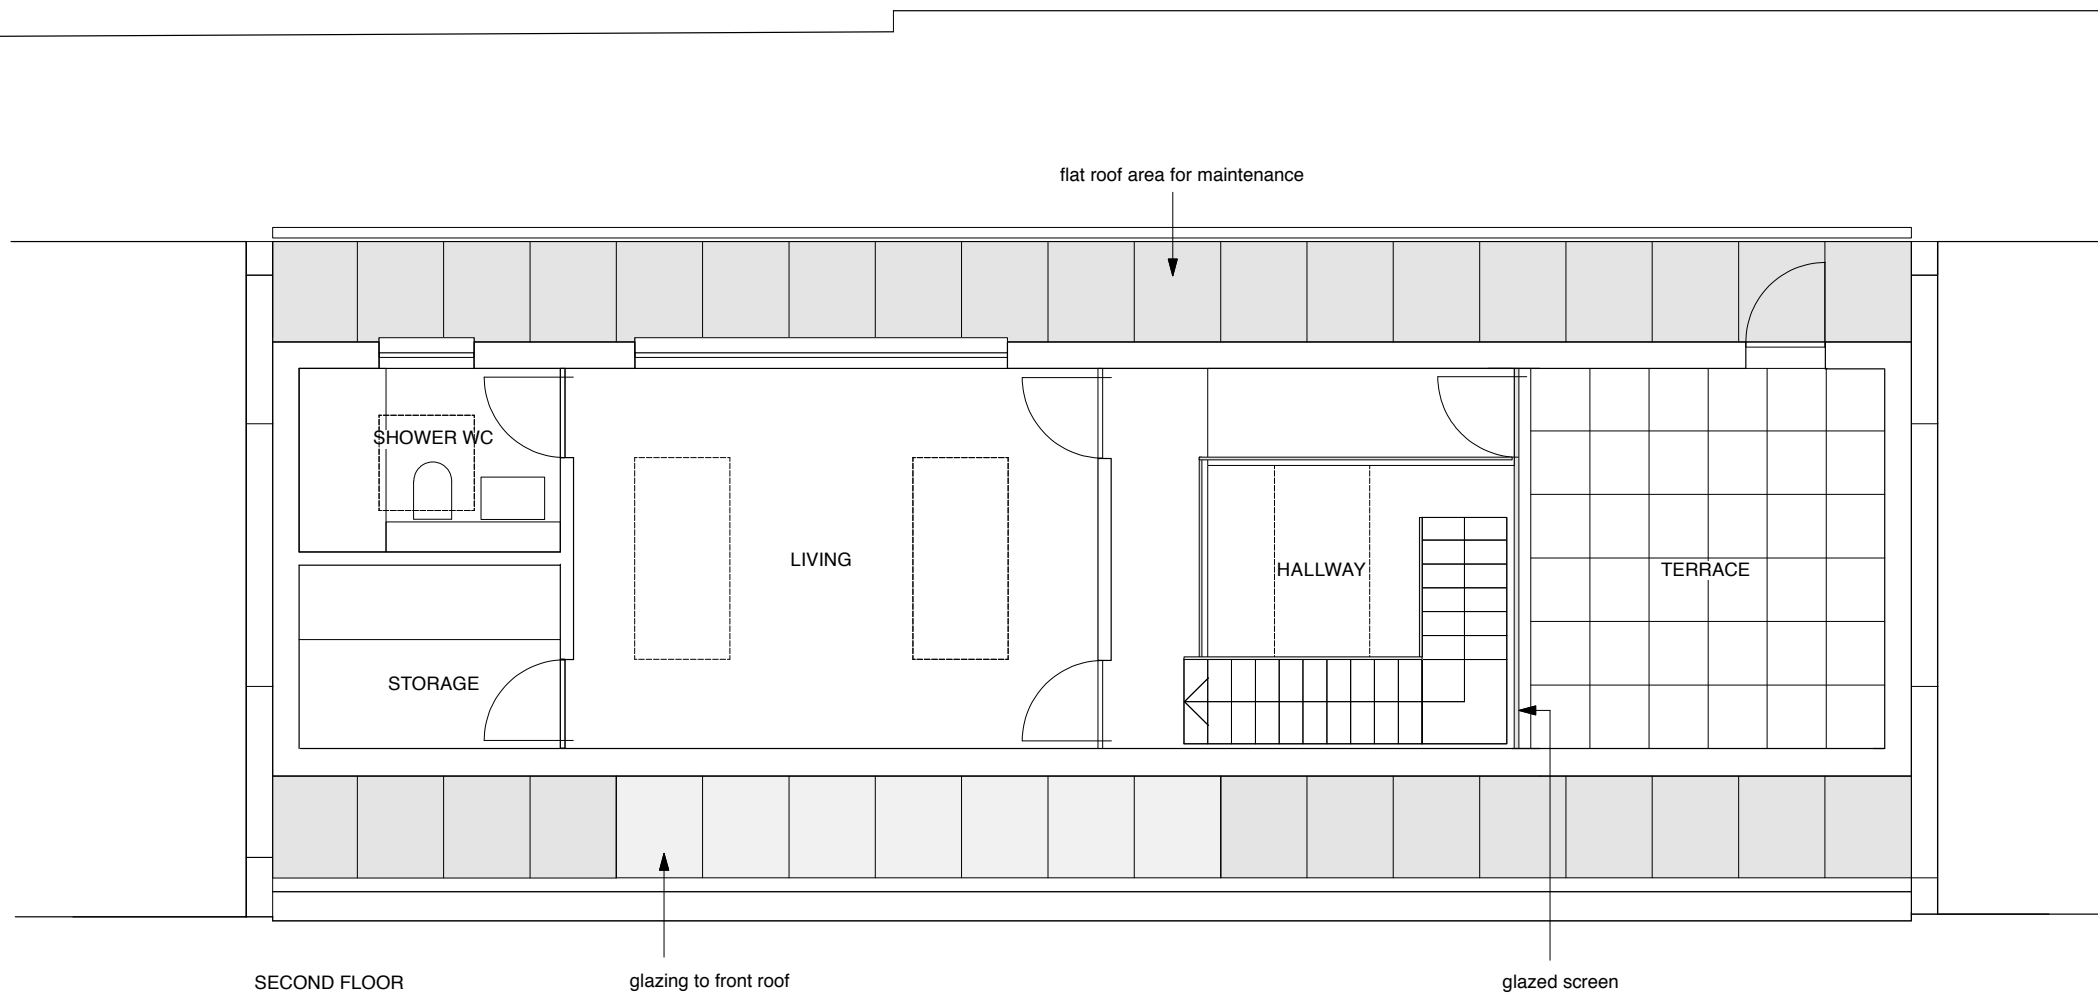 flat roof area for maintenance
SHOWER WC
LIVING
HALLWAY
TERRACE
STORAGE
SECOND FLOOR
glazing to front roof
glazed screen